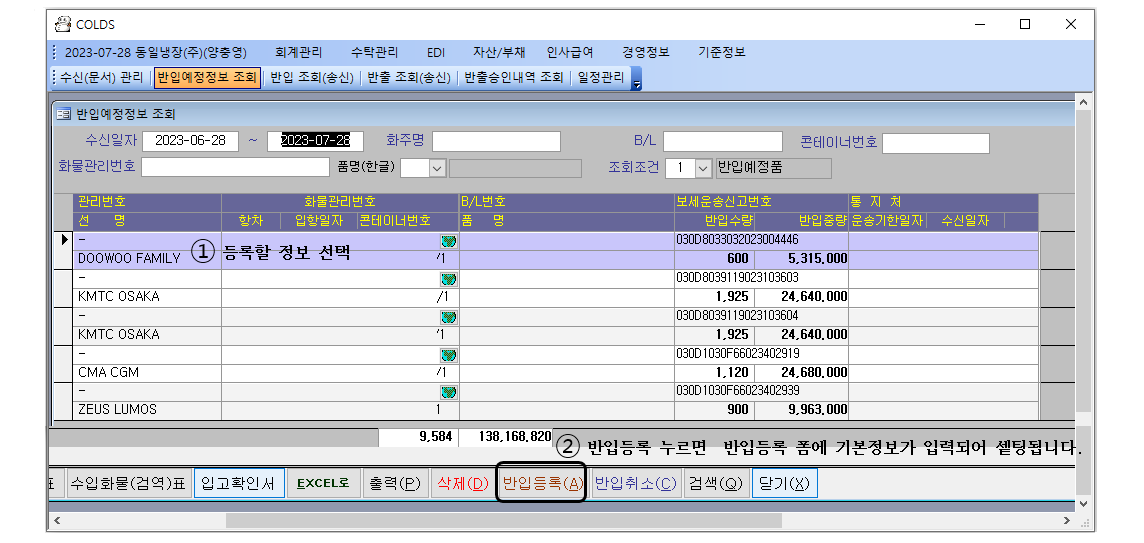 COLDS
2023-07-28 동일냉장(주)(양충영) 회계관리 수탁관리 EDI 자산/부채 인사급여 경영정보 기준정보
수신(문서) 관리 반입예정정보 조회 반입 조회(송신) 반출 조회(송신) 반출승인내역 조회 일정관리
반입예정정보 조회
수신일자 2023-06-28 ~ 2023-07-28 화주명 B/L 콘테이너번호
화물관리번호 품명(한글) 조회조건 1 반입예정품
관리번호 화물관리번호 B/L번호 보세운송신고번호 통 지 처
선 명 항차 입항일자 콘테이너번호 품 명 반입수량 반입중량 운송기한일자 수신일자
- 030D8033032023004446
① 등록할 정보 선택
DOOWOO FAMILY /1 600 5,315,000
- 030D8039119023103603
KMTC OSAKA /1 1,925 24,640,000
- 030D8039119023103604
KMTC OSAKA /1 1,925 24,640,000
- 030D1030F66023402919
CMA CGM /1 1,120 24,680,000
- 030D1030F66023402939
ZEUS LUMOS 1 900 9,963,000
9,584 138,168,820
② 반입등록 누르면 반입등록 폼에 기본정보가 입력되어 셑팅됩니다.
표 수입화물(검역)표 입고확인서 EXCEL로 출력(P) 삭제(D) 반입등록(A) 반입취소(C) 검색(Q) 닫기(X)